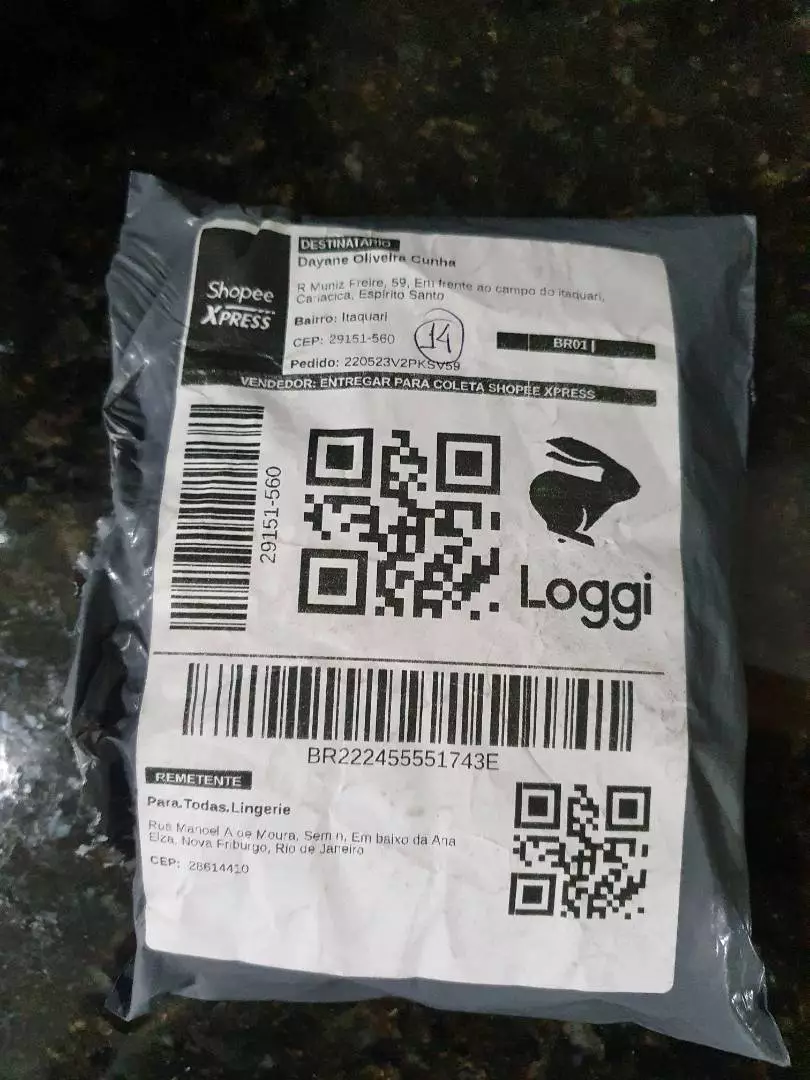 DESTINATÁRIO
Dayane Oliveira Cunha
Shopee
XPRESS
R Muniz Freire, 59, Em frente ao campo do itaquari,
Cariacica, Espírito Santo
Bairro: Itaquari
CEP: 29151-560
14
BR01
Pedido: 220523V2PKSV59
VENDEDOR: ENTREGAR PARA COLETA SHOPEE XPRESS
29151-560
Loggi
BR222455551743E
REMETENTE
Para.Todas.Lingerie
Rua Manoel A de Moura, Sem n, Em baixo da Ana
Elza, Nova Friburgo, Rio de Janeiro
CEP: 28614410